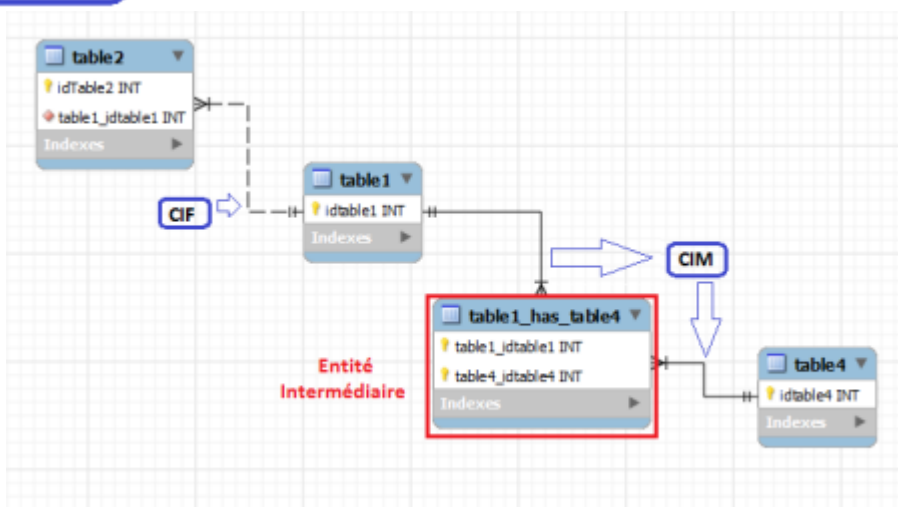 table2
idTable2 INT
table1_idtable1 INT
Indexes
CIF
table1
idtable1 INT
Indexes
CIM
table1_has_table4
table1_idtable1 INT
table4_idtable4 INT
Indexes
Entité
Intermédiaire
table4
idtable4 INT
Indexes